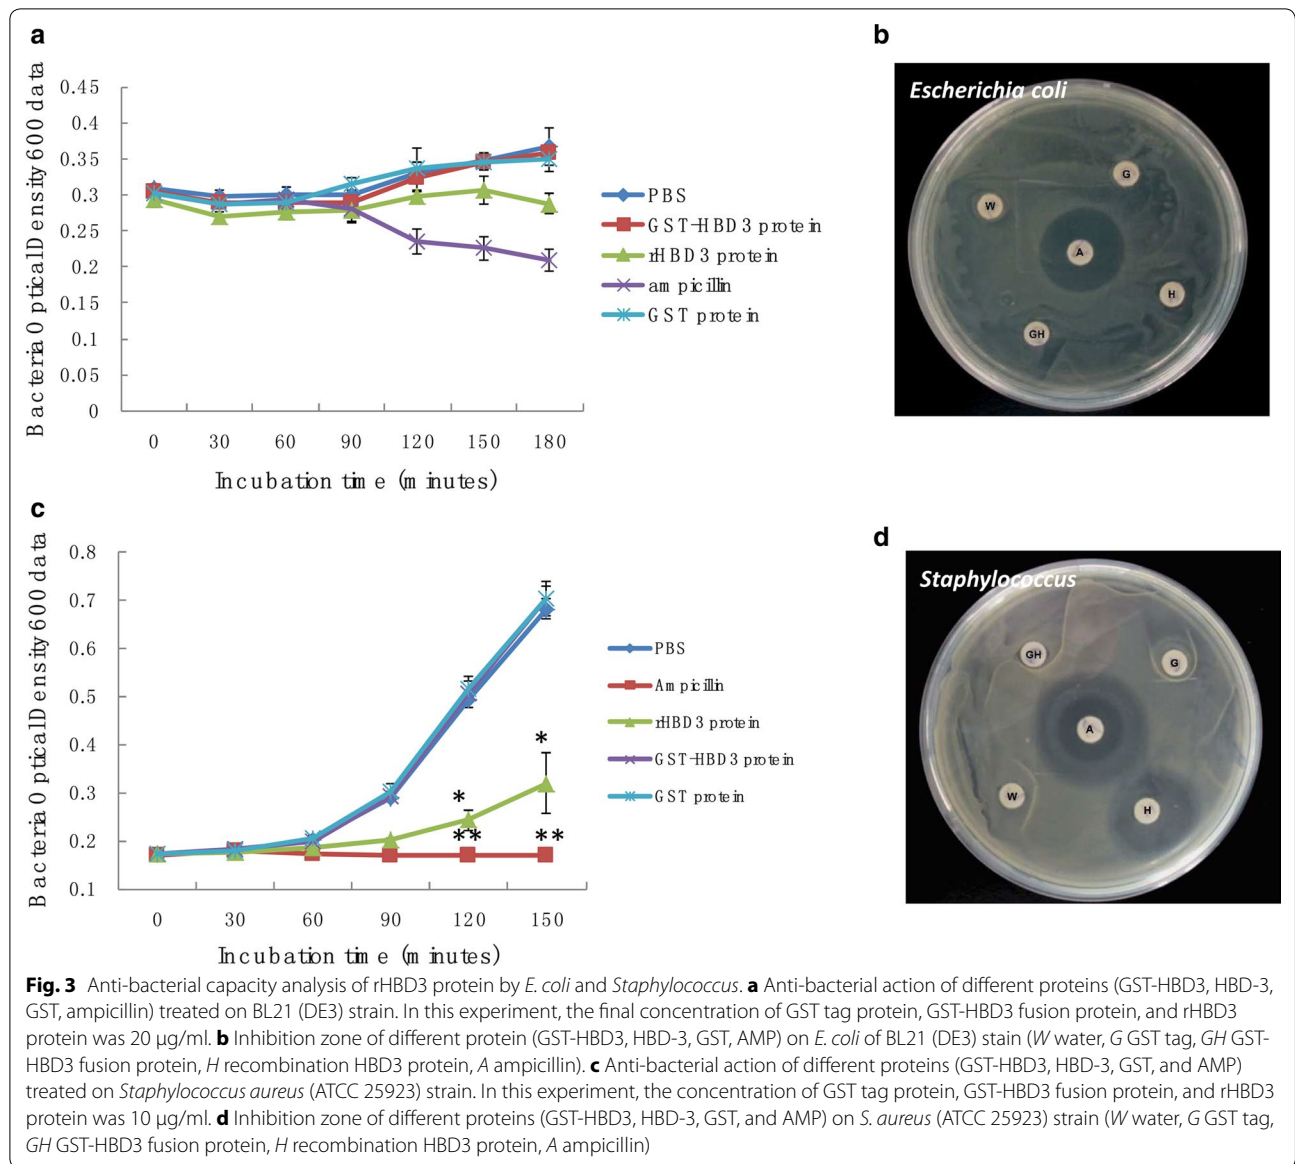 a
Bacteria Optical Density 600 data
0.45
0.4
0.35
0.3
0.25
0.2
0.15
0.1
0.05
0
0 30 60 90 120 150 180
Incubation time (minutes)
PBS
GST-HBD3 protein
rHBD3 protein
ampicillin
GST protein
b
Escherichia coli
G
W
A
H
GH
c
Bacteria Optical Density 600 data
0.8
0.7
0.6
0.5
0.4
0.3
0.2
0.1
*
*
**
**
0 30 60 90 120 150
Incubation time (minutes)
PBS
Ampicillin
rHBD3 protein
GST-HBD3 protein
GST protein
d
Staphylococcus
GH
G
A
W
H
Fig. 3 Anti-bacterial capacity analysis of rHBD3 protein by E. coli and Staphylococcus. a Anti-bacterial action of different proteins (GST-HBD3, HBD-3,
GST, ampicillin) treated on BL21 (DE3) strain. In this experiment, the final concentration of GST tag protein, GST-HBD3 fusion protein, and rHBD3
protein was 20 μg/ml. b Inhibition zone of different protein (GST-HBD3, HBD-3, GST, AMP) on E. coli of BL21 (DE3) stain (W water, G GST tag, GH GST-
HBD3 fusion protein, H recombination HBD3 protein, A ampicillin). c Anti-bacterial action of different proteins (GST-HBD3, HBD-3, GST, and AMP)
treated on Staphylococcus aureus (ATCC 25923) strain. In this experiment, the concentration of GST tag protein, GST-HBD3 fusion protein, and rHBD3
protein was 10 μg/ml. d Inhibition zone of different proteins (GST-HBD3, HBD-3, GST, and AMP) on S. aureus (ATCC 25923) strain (W water, G GST tag,
GH GST-HBD3 fusion protein, H recombination HBD3 protein, A ampicillin)